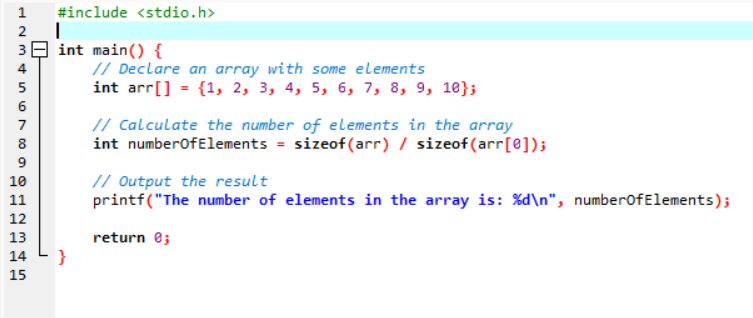 1 #include <stdio.h>
2
3 int main() {
4     // Declare an array with some elements
5     int arr[] = {1, 2, 3, 4, 5, 6, 7, 8, 9, 10};
6
7     // Calculate the number of elements in the array
8     int numberOfElements = sizeof(arr) / sizeof(arr[0]);
9
10     // Output the result
11     printf("The number of elements in the array is: %d\n", numberOfElements);
12
13     return 0;
14 }
15